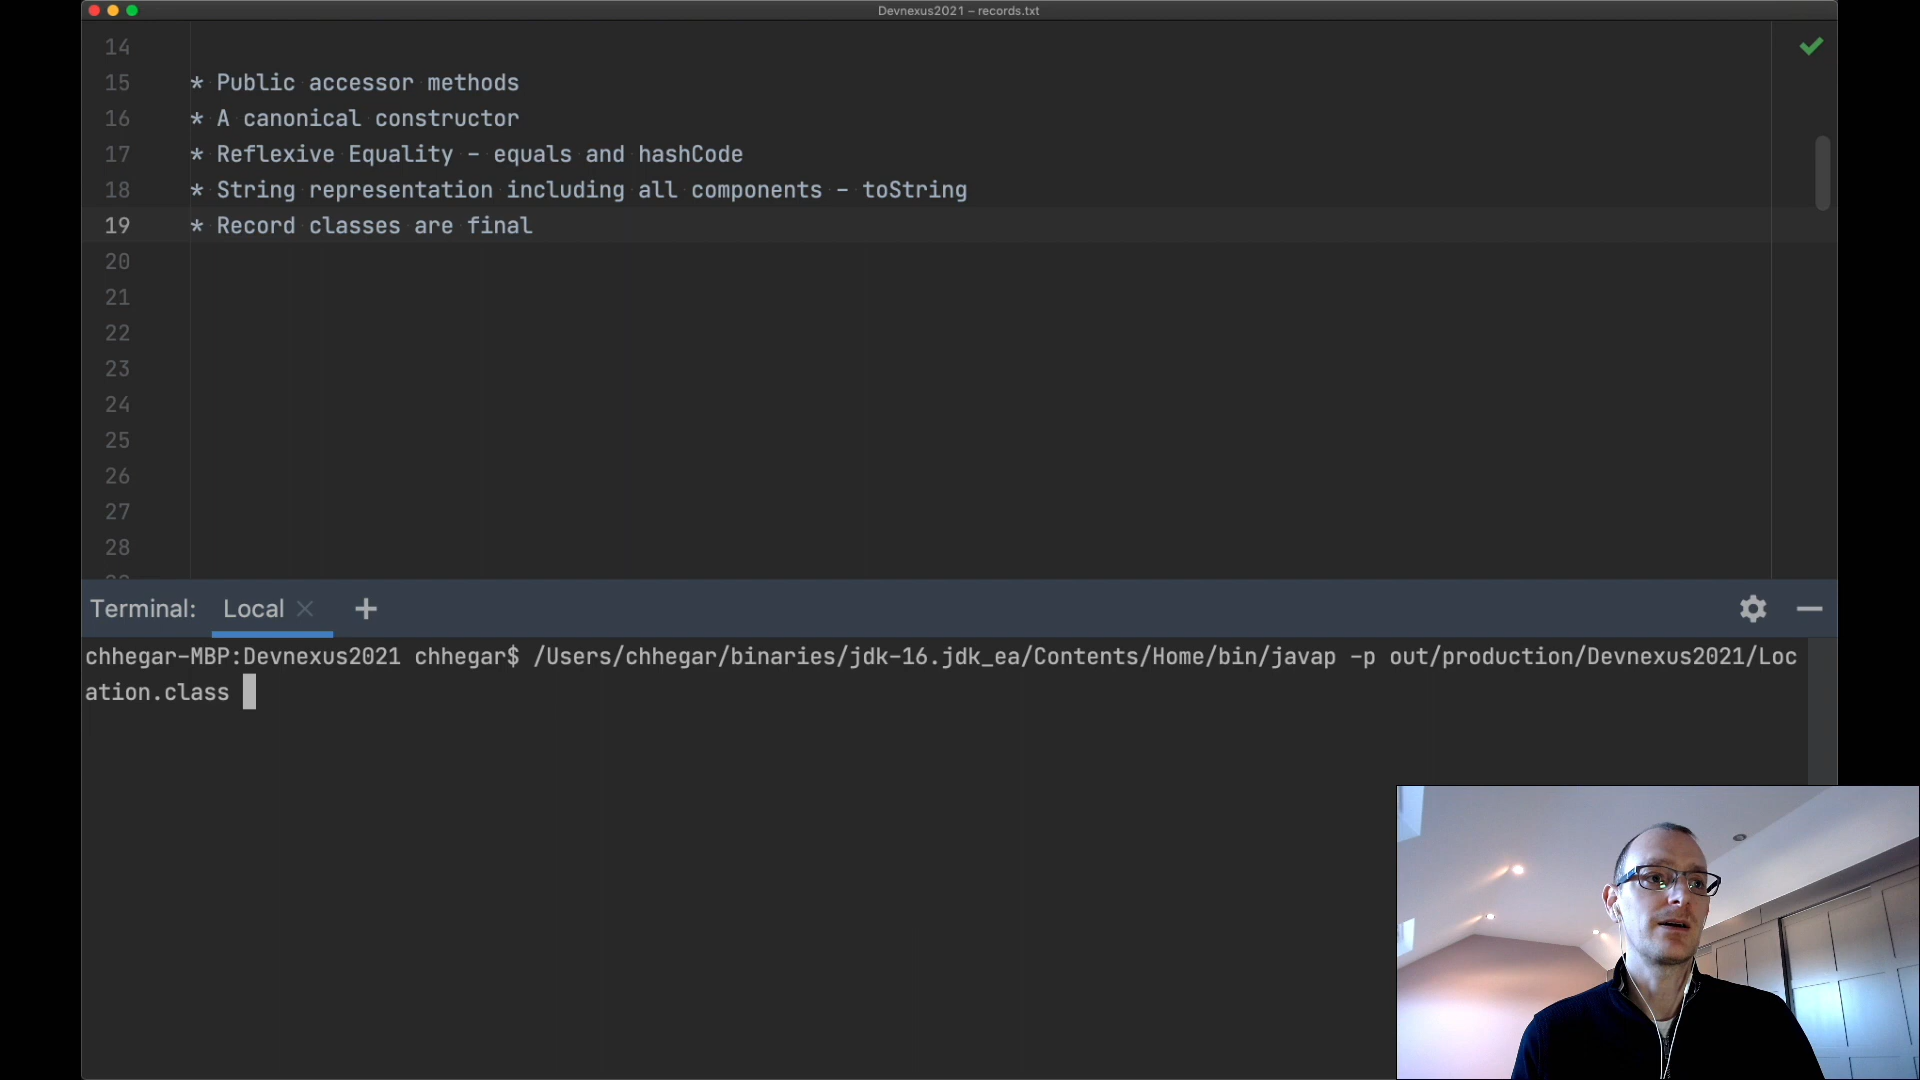 Devnexus2021 – records.txt
14
15 * Public accessor methods
16 * A canonical constructor
17 * Reflexive Equality - equals and hashCode
18 * String representation including all components - toString
19 * Record classes are final
20
21
22
23
24
25
26
27
28
Terminal: Local × +
chhegar-MBP:Devnexus2021 chhegar$ /Users/chhegar/binaries/jdk-16.jdk_ea/Contents/Home/bin/javap -p out/production/Devnexus2021/Loc
ation.class